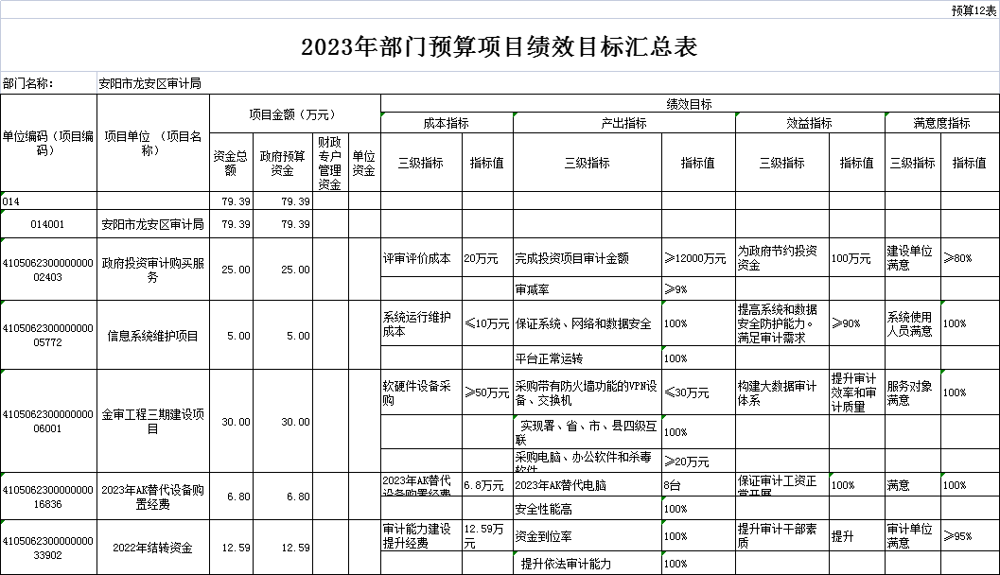 预算12表
2023年部门预算项目绩效目标汇总表
部门名称： 安阳市龙安区审计局
单位编码（项目编码） 项目单位 （项目名称） 项目金额（万元） 绩效目标
成本指标 产出指标 效益指标 满意度指标
资金总额 政府预算资金 财政专户管理资金 单位资金 三级指标 指标值 三级指标 指标值 三级指标 指标值 三级指标 指标值
014 79.39 79.39
014001 安阳市龙安区审计局 79.39 79.39
410506230000000002403 政府投资审计购买服务 25.00 25.00 评审评价成本 20万元 完成投资项目审计金额 ≥12000万元 为政府节约投资资金 100万元 建设单位满意 ≥80%
审减率 ≥9%
410506230000000005772 信息系统维护项目 5.00 5.00 系统运行维护成本 ≤10万元 保证系统、网络和数据安全 100% 提高系统和数据安全防护能力。满足审计需求 ≥90% 系统使用人员满意 100%
平台正常运转 100%
410506230000000006001 金审工程三期建设项目 30.00 30.00 软硬件设备采购 ≥50万元 采购带有防火墙功能的VPN设备、交换机 ≤30万元 构建大数据审计体系 提升审计效率和审计质量 服务对象满意 100%
实现署、省、市、县四级互联 100%
采购电脑、办公软件和杀毒软件 ≥20万元
410506230000000016836 2023年AK替代设备购置经费 6.80 6.80 2023年AK替代设备购置经费 6.8万元 2023年AK替代电脑 8台 保证审计工资正常开展 100% 满意 100%
安全性能高 100%
410506230000000033902 2022年结转资金 12.59 12.59 审计能力建设提升经费 12.59万元 资金到位率 100% 提升审计干部素质 提升 审计单位满意 ≥95%
提升依法审计能力 100%